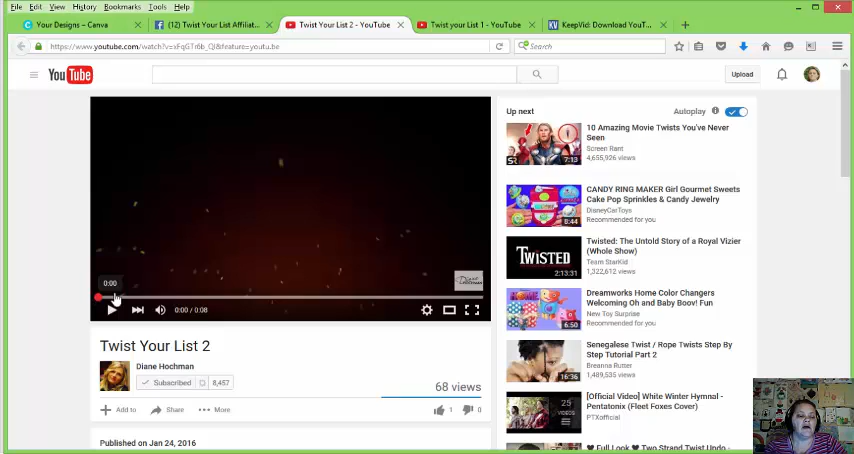 File Edit View History Bookmarks Tools Help
Your Designes – Canva
(12) Twist Your List Affiliat...
Twist Your List 2 - YouTube
Twist your List 1 - YouTube
KeepVid: Download YouT...
https://www.youtube.com/watch?v=xFqGTr6b_QI&feature=youtu.be
Search
YouTube
Upload
Up next
Autoplay
10 Amazing Movie Twists You've Never
Seen
Screen Rant
4,655,926 views
7:13
CANDY RING MAKER Girl Gourmet Sweets
Cake Pop Sprinkles & Candy Jewelry
DisneyCarToys
Recommended for you
8:44
TWISTED
Twisted: The Untold Story of a Royal Vizier
(Whole Show)
Team StarKid
1,322,612 views
2:13:31
Dreamworks Home Color Changers
Welcoming Oh and Baby Boov! Fun
New Toy Surprise
Recommended for you
6:50
Senegalese Twist / Rope Twists Step By
Step Tutorial Part 2
Breanna Rutter
1,489,535 views
16:36
[Official Video] White Winter Hymnal -
Pentatonix (Fleet Foxes Cover)
PTXofficial
25
VIDEOS
Full Look ♥ Two Strand Twist Undo -
0:00
0:00 / 0:08
Twist Your List 2
Diane Hochman
Subscribed
8,457
68 views
Add to
Share
More
1
0
Published on Jan 24, 2016